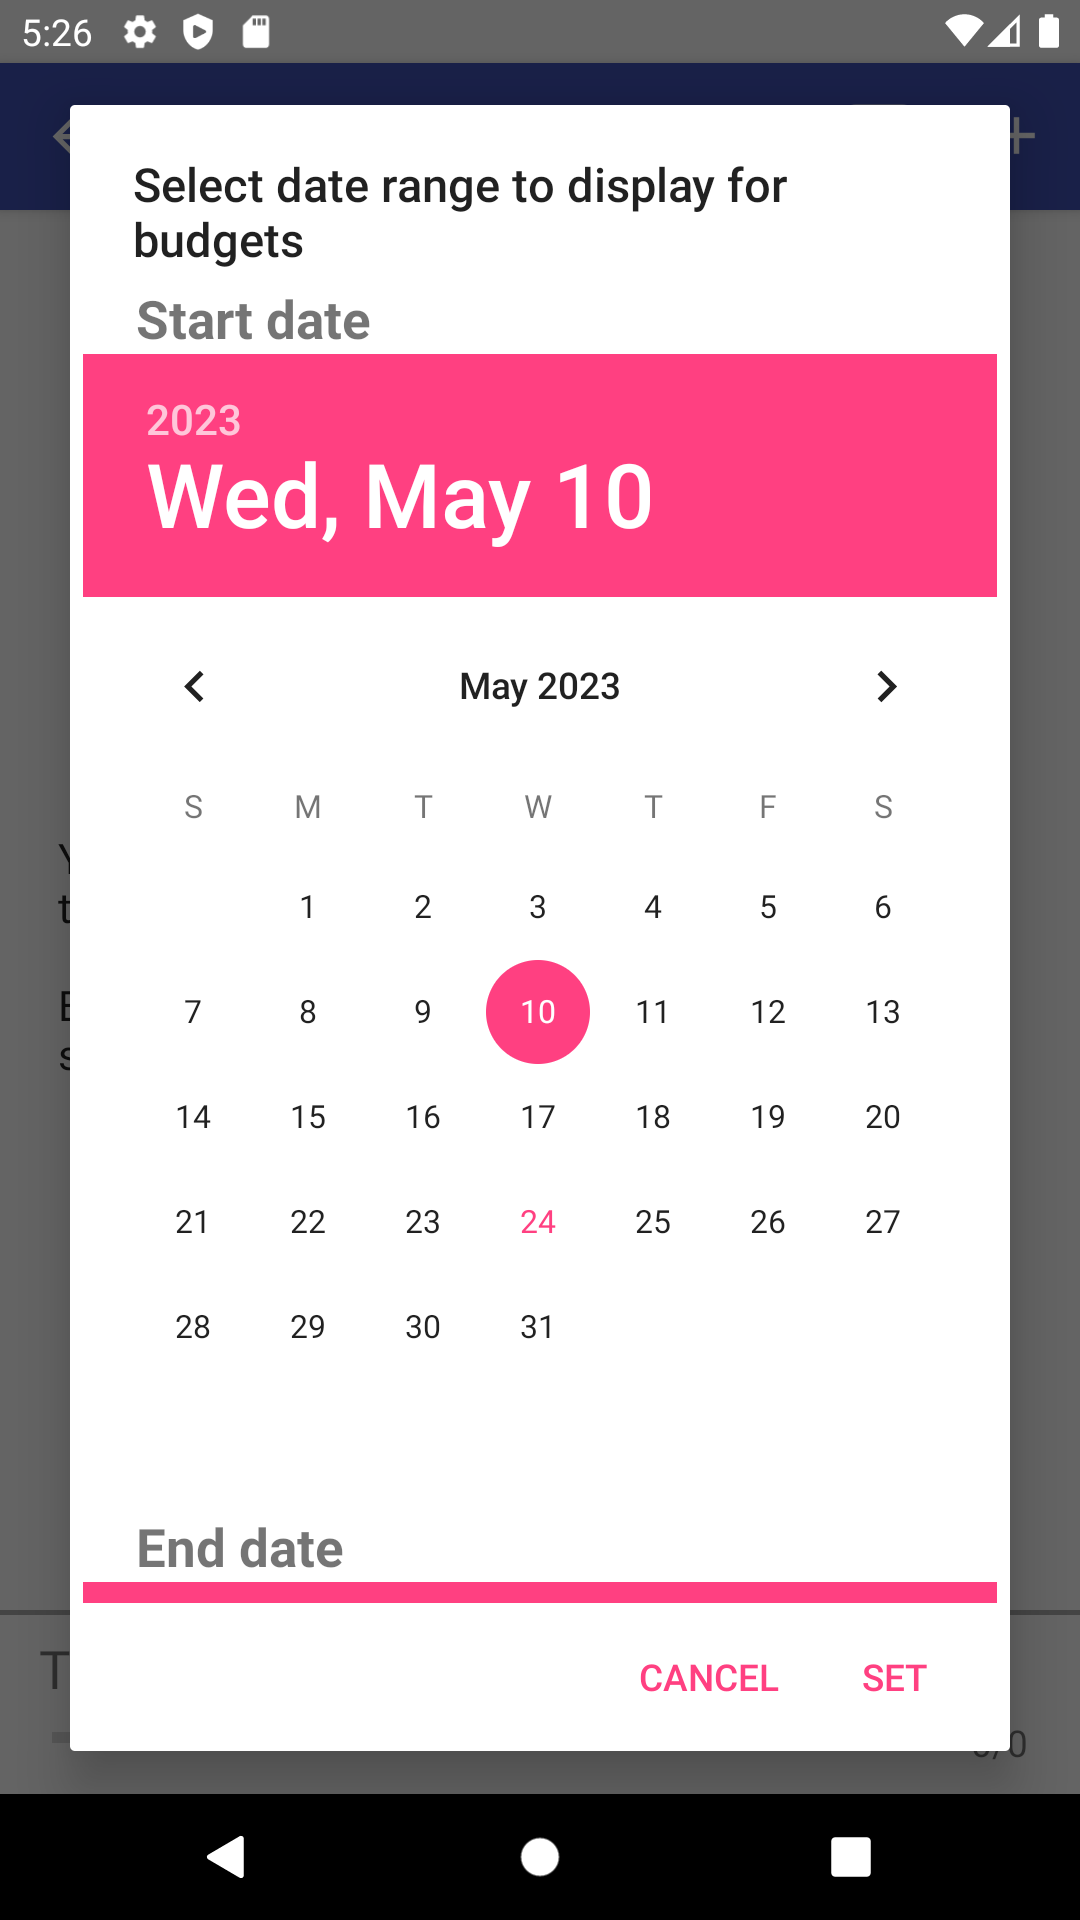 5:26
Select date range to display for
budgets
Start date
2023
Wed, May 10
May 2023
S M T W T F S
1 2 3 4 5 6
7 8 9 10 11 12 13
14 15 16 17 18 19 20
21 22 23 24 25 26 27
28 29 30 31
End date
CANCEL SET